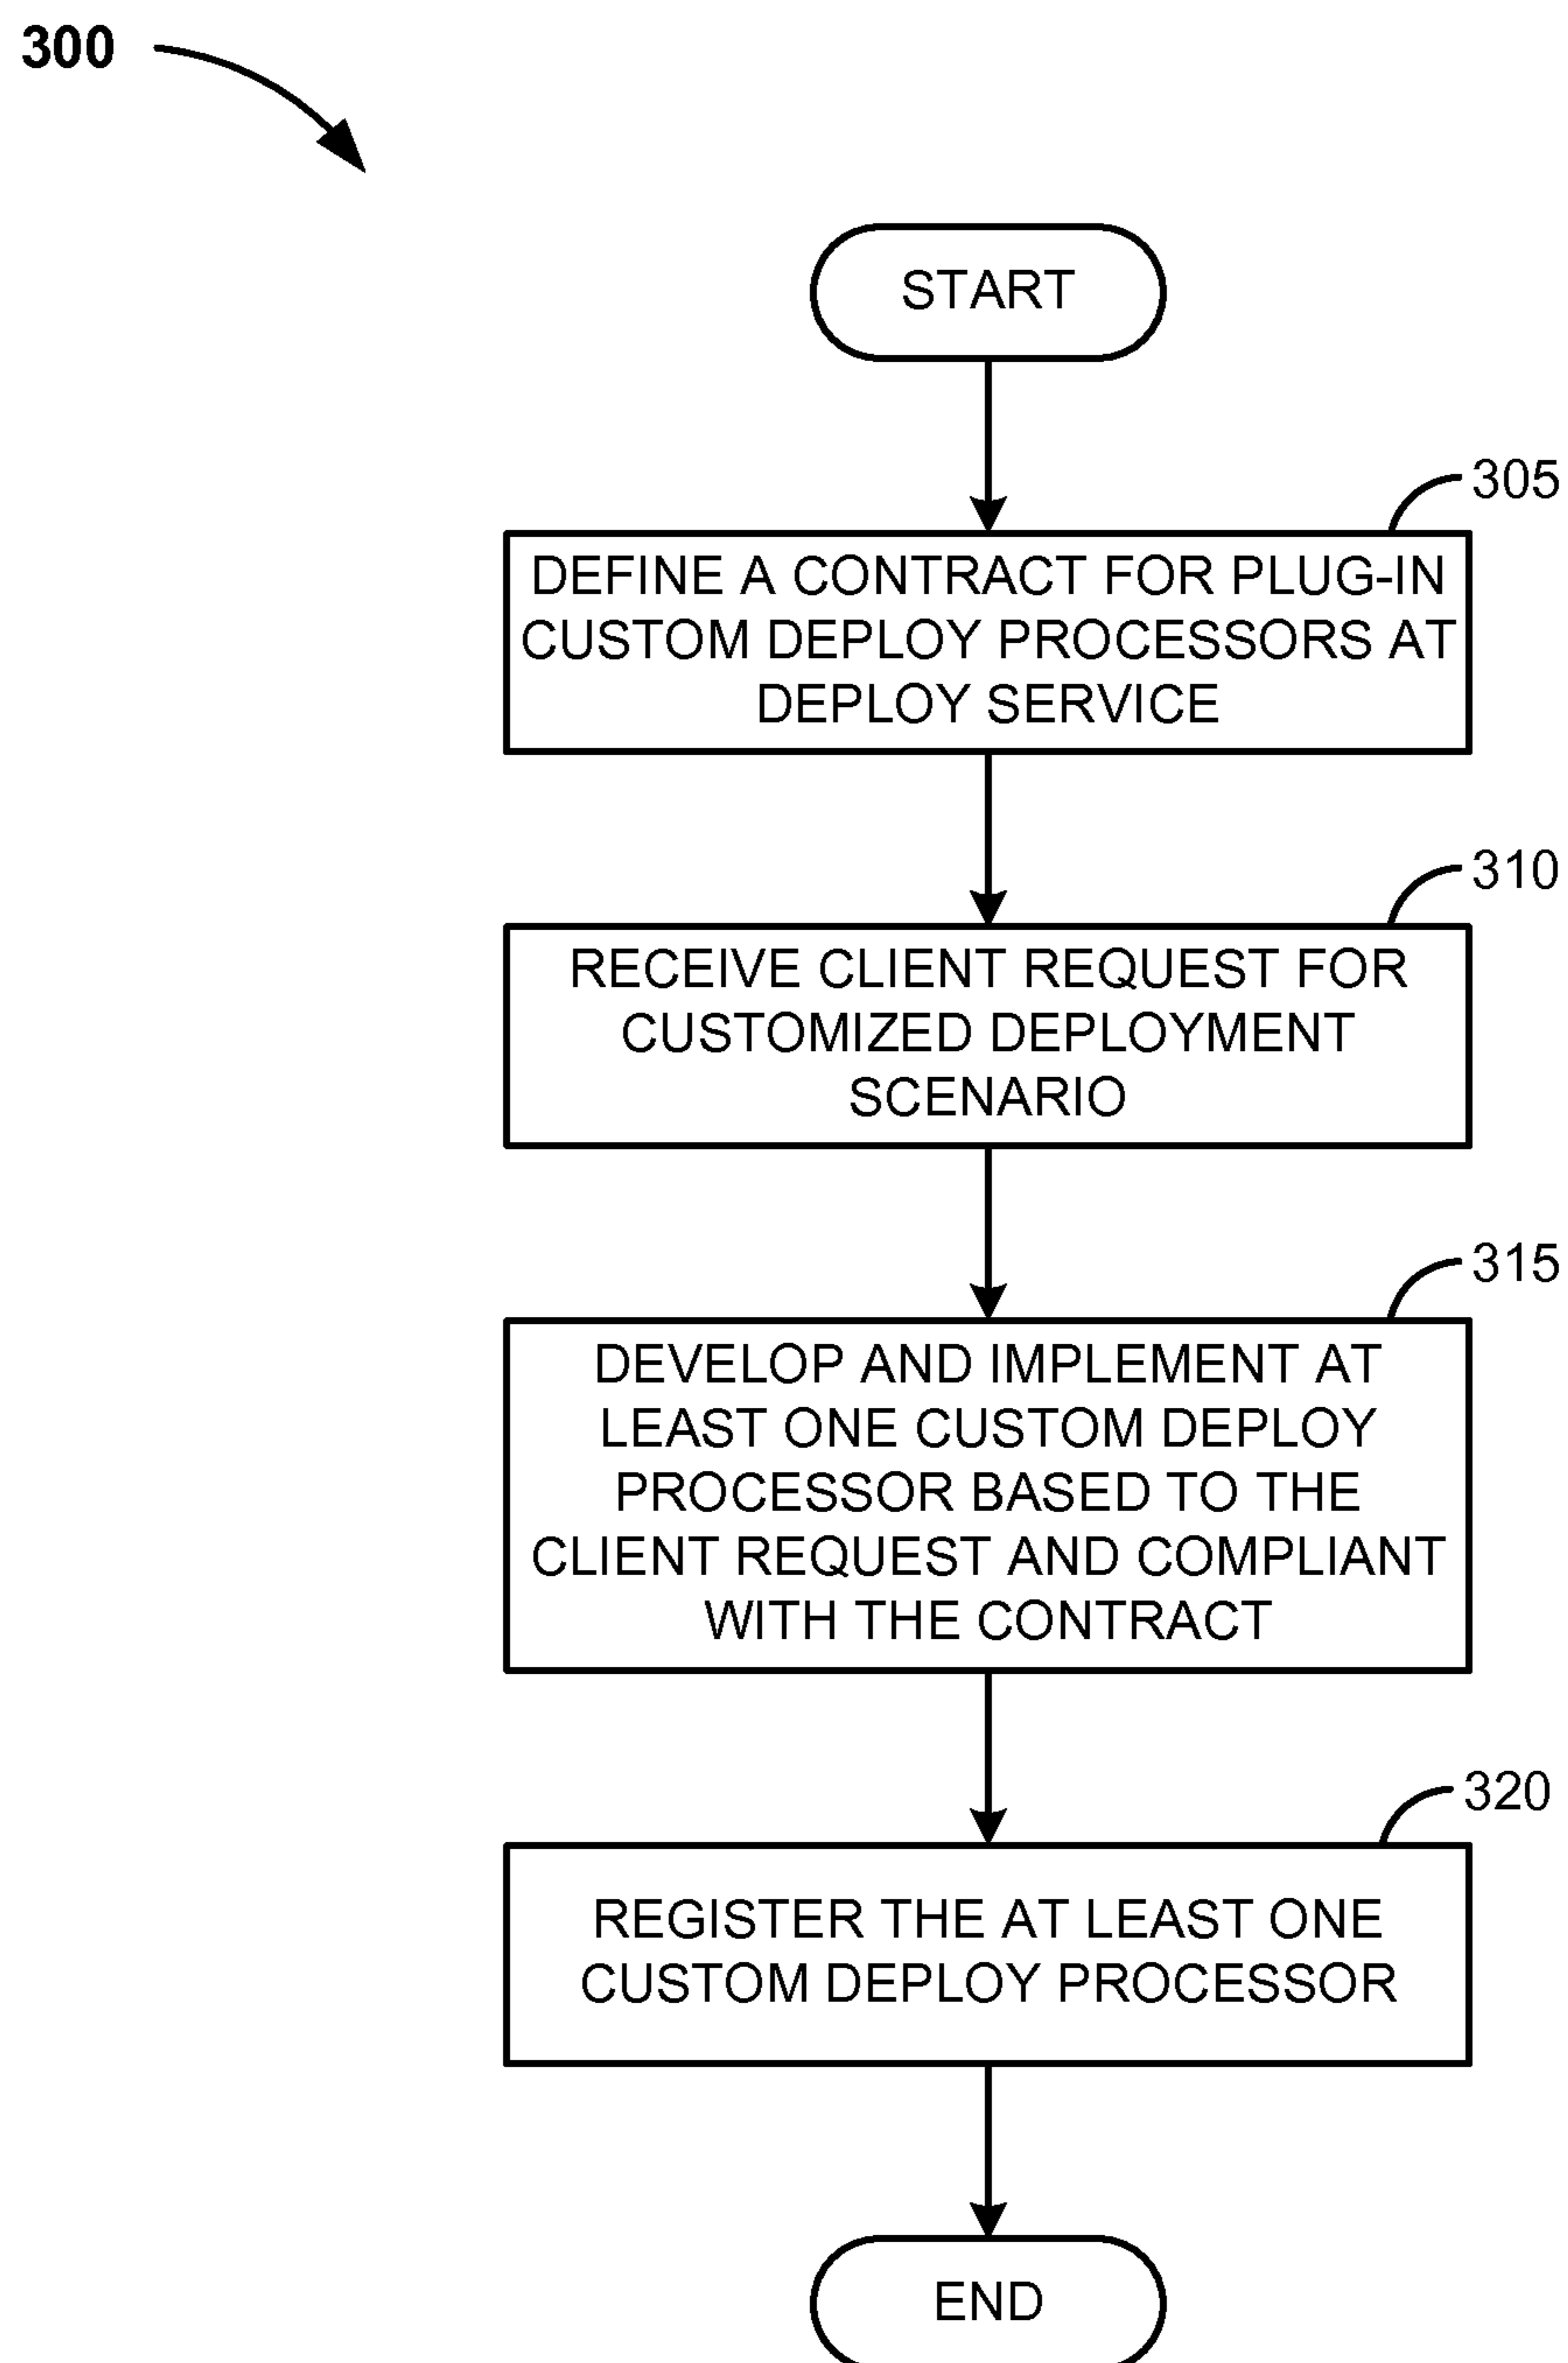 300
START
305
DEFINE A CONTRACT FOR PLUG-IN
CUSTOM DEPLOY PROCESSORS AT
DEPLOY SERVICE
310
RECEIVE CLIENT REQUEST FOR
CUSTOMIZED DEPLOYMENT
SCENARIO
315
DEVELOP AND IMPLEMENT AT
LEAST ONE CUSTOM DEPLOY
PROCESSOR BASED TO THE
CLIENT REQUEST AND COMPLIANT
WITH THE CONTRACT
320
REGISTER THE AT LEAST ONE
CUSTOM DEPLOY PROCESSOR
END